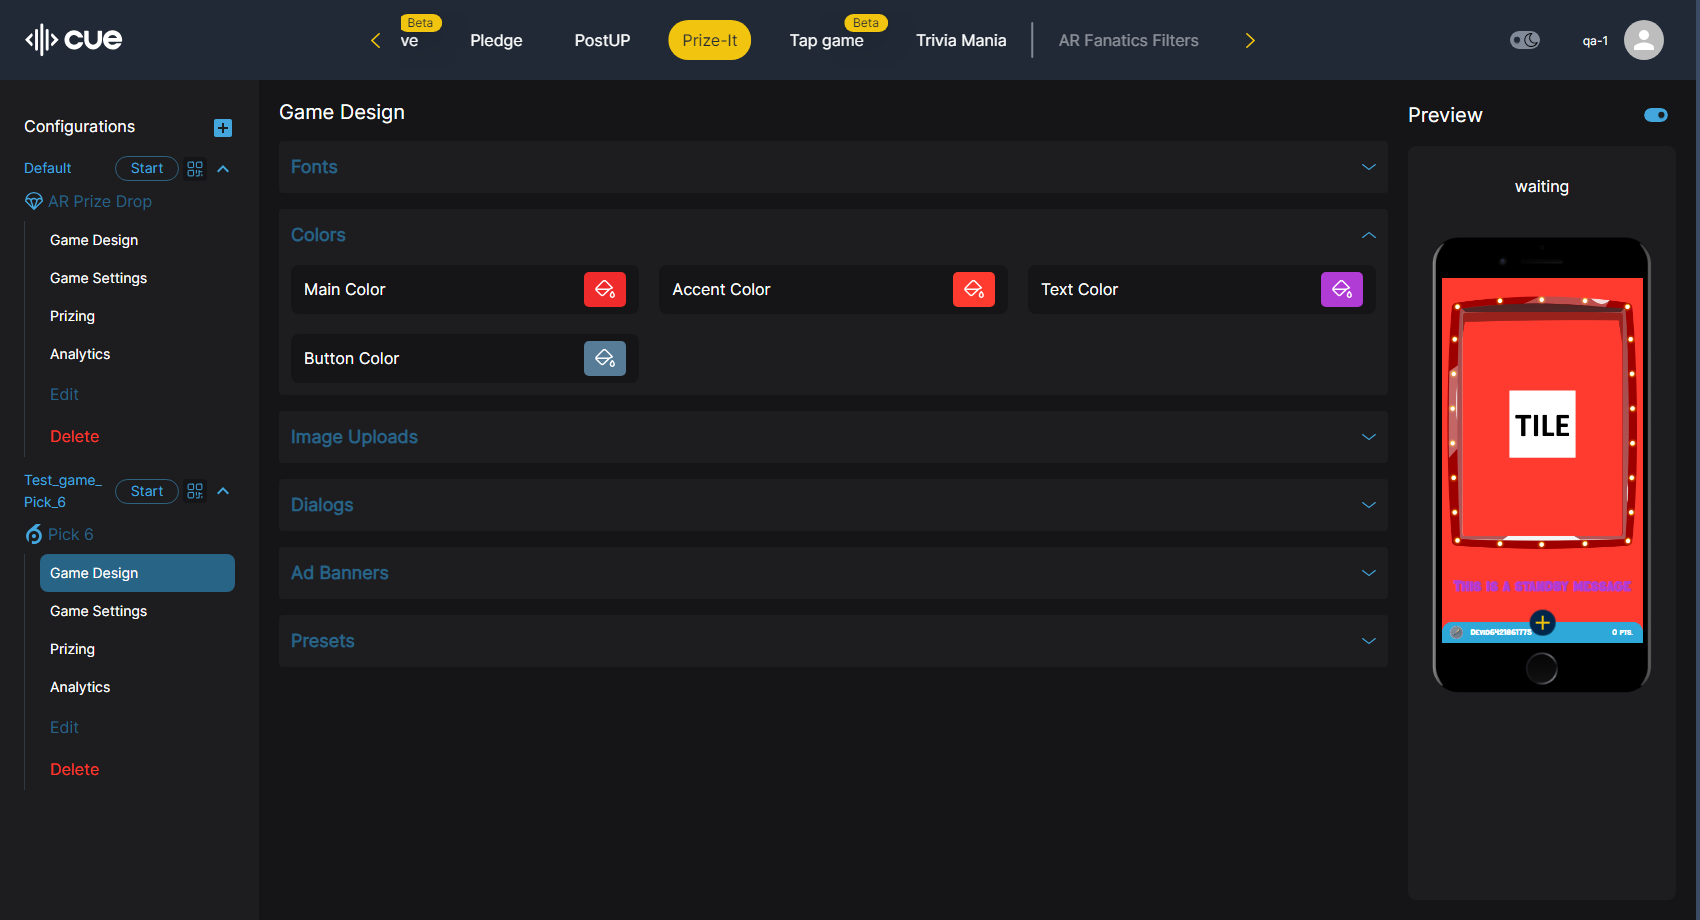 cue
Beta
ve
Pledge
PostUP
Prize-It
Beta
Tap game
Trivia Mania
AR Fanatics Filters
qa-1
Configurations
Default
Start
AR Prize Drop
Game Design
Game Settings
Prizing
Analytics
Edit
Delete
Test_game_
Pick_6
Start
Pick 6
Game Design
Game Settings
Prizing
Analytics
Edit
Delete
Game Design
Fonts
Colors
Main Color
Accent Color
Text Color
Button Color
Image Uploads
Dialogs
Ad Banners
Presets
Preview
waiting
TILE
This is a standby message
0 pts.